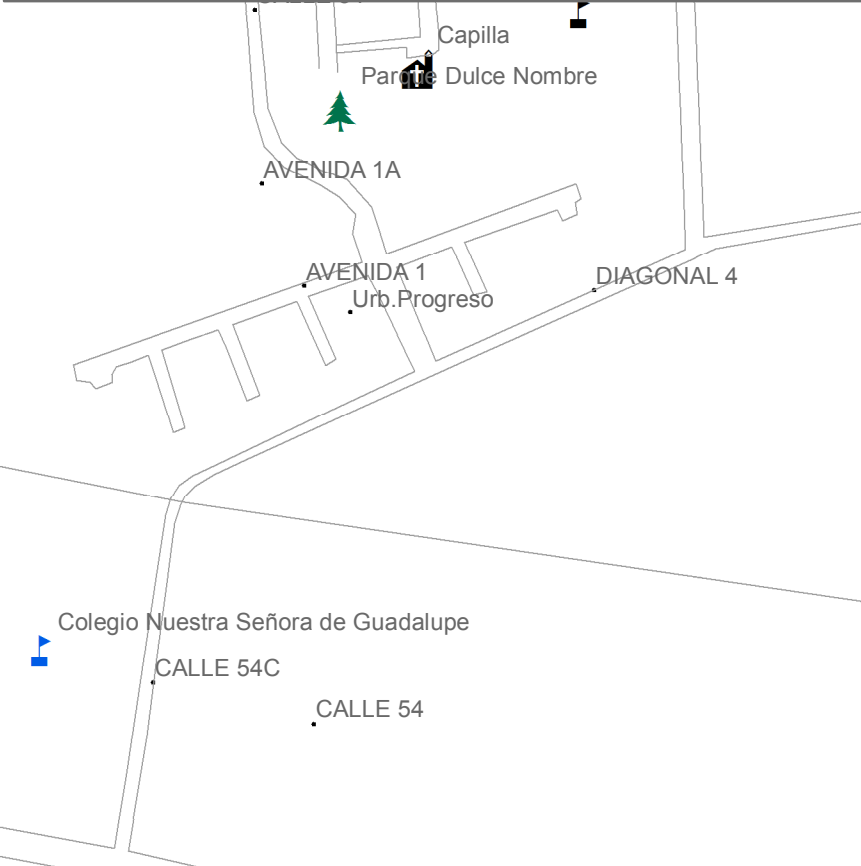 Capilla
Parque Dulce Nombre
AVENIDA 1A
AVENIDA 1
DIAGONAL 4
Urb.Progreso
Colegio Nuestra Señora de Guadalupe
CALLE 54C
CALLE 54